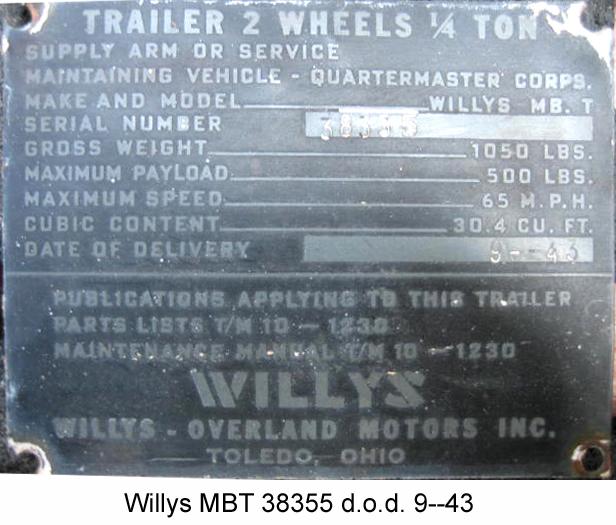 TRAILER 2 WHEELS 1/4 TON
SUPPLY ARM OR SERVICE
MAINTAINING VEHICLE - QUARTERMASTER CORPS.
MAKE AND MODEL WILLYS MB. T
SERIAL NUMBER 38355
GROSS WEIGHT 1050 LBS.
MAXIMUM PAYLOAD 500 LBS.
MAXIMUM SPEED 65 M.P.H.
CUBIC CONTENT 30.4 CU. FT.
DATE OF DELIVERY 9--43
PUBLICATIONS APPLYING TO THIS TRAILER
PARTS LISTS T/M 10 - 1230
MAINTENANCE MANUAL T/M 10 - 1230
WILLYS
WILLYS - OVERLAND MOTORS INC.
TOLEDO, OHIO
Willys MBT 38355 d.o.d. 9--43